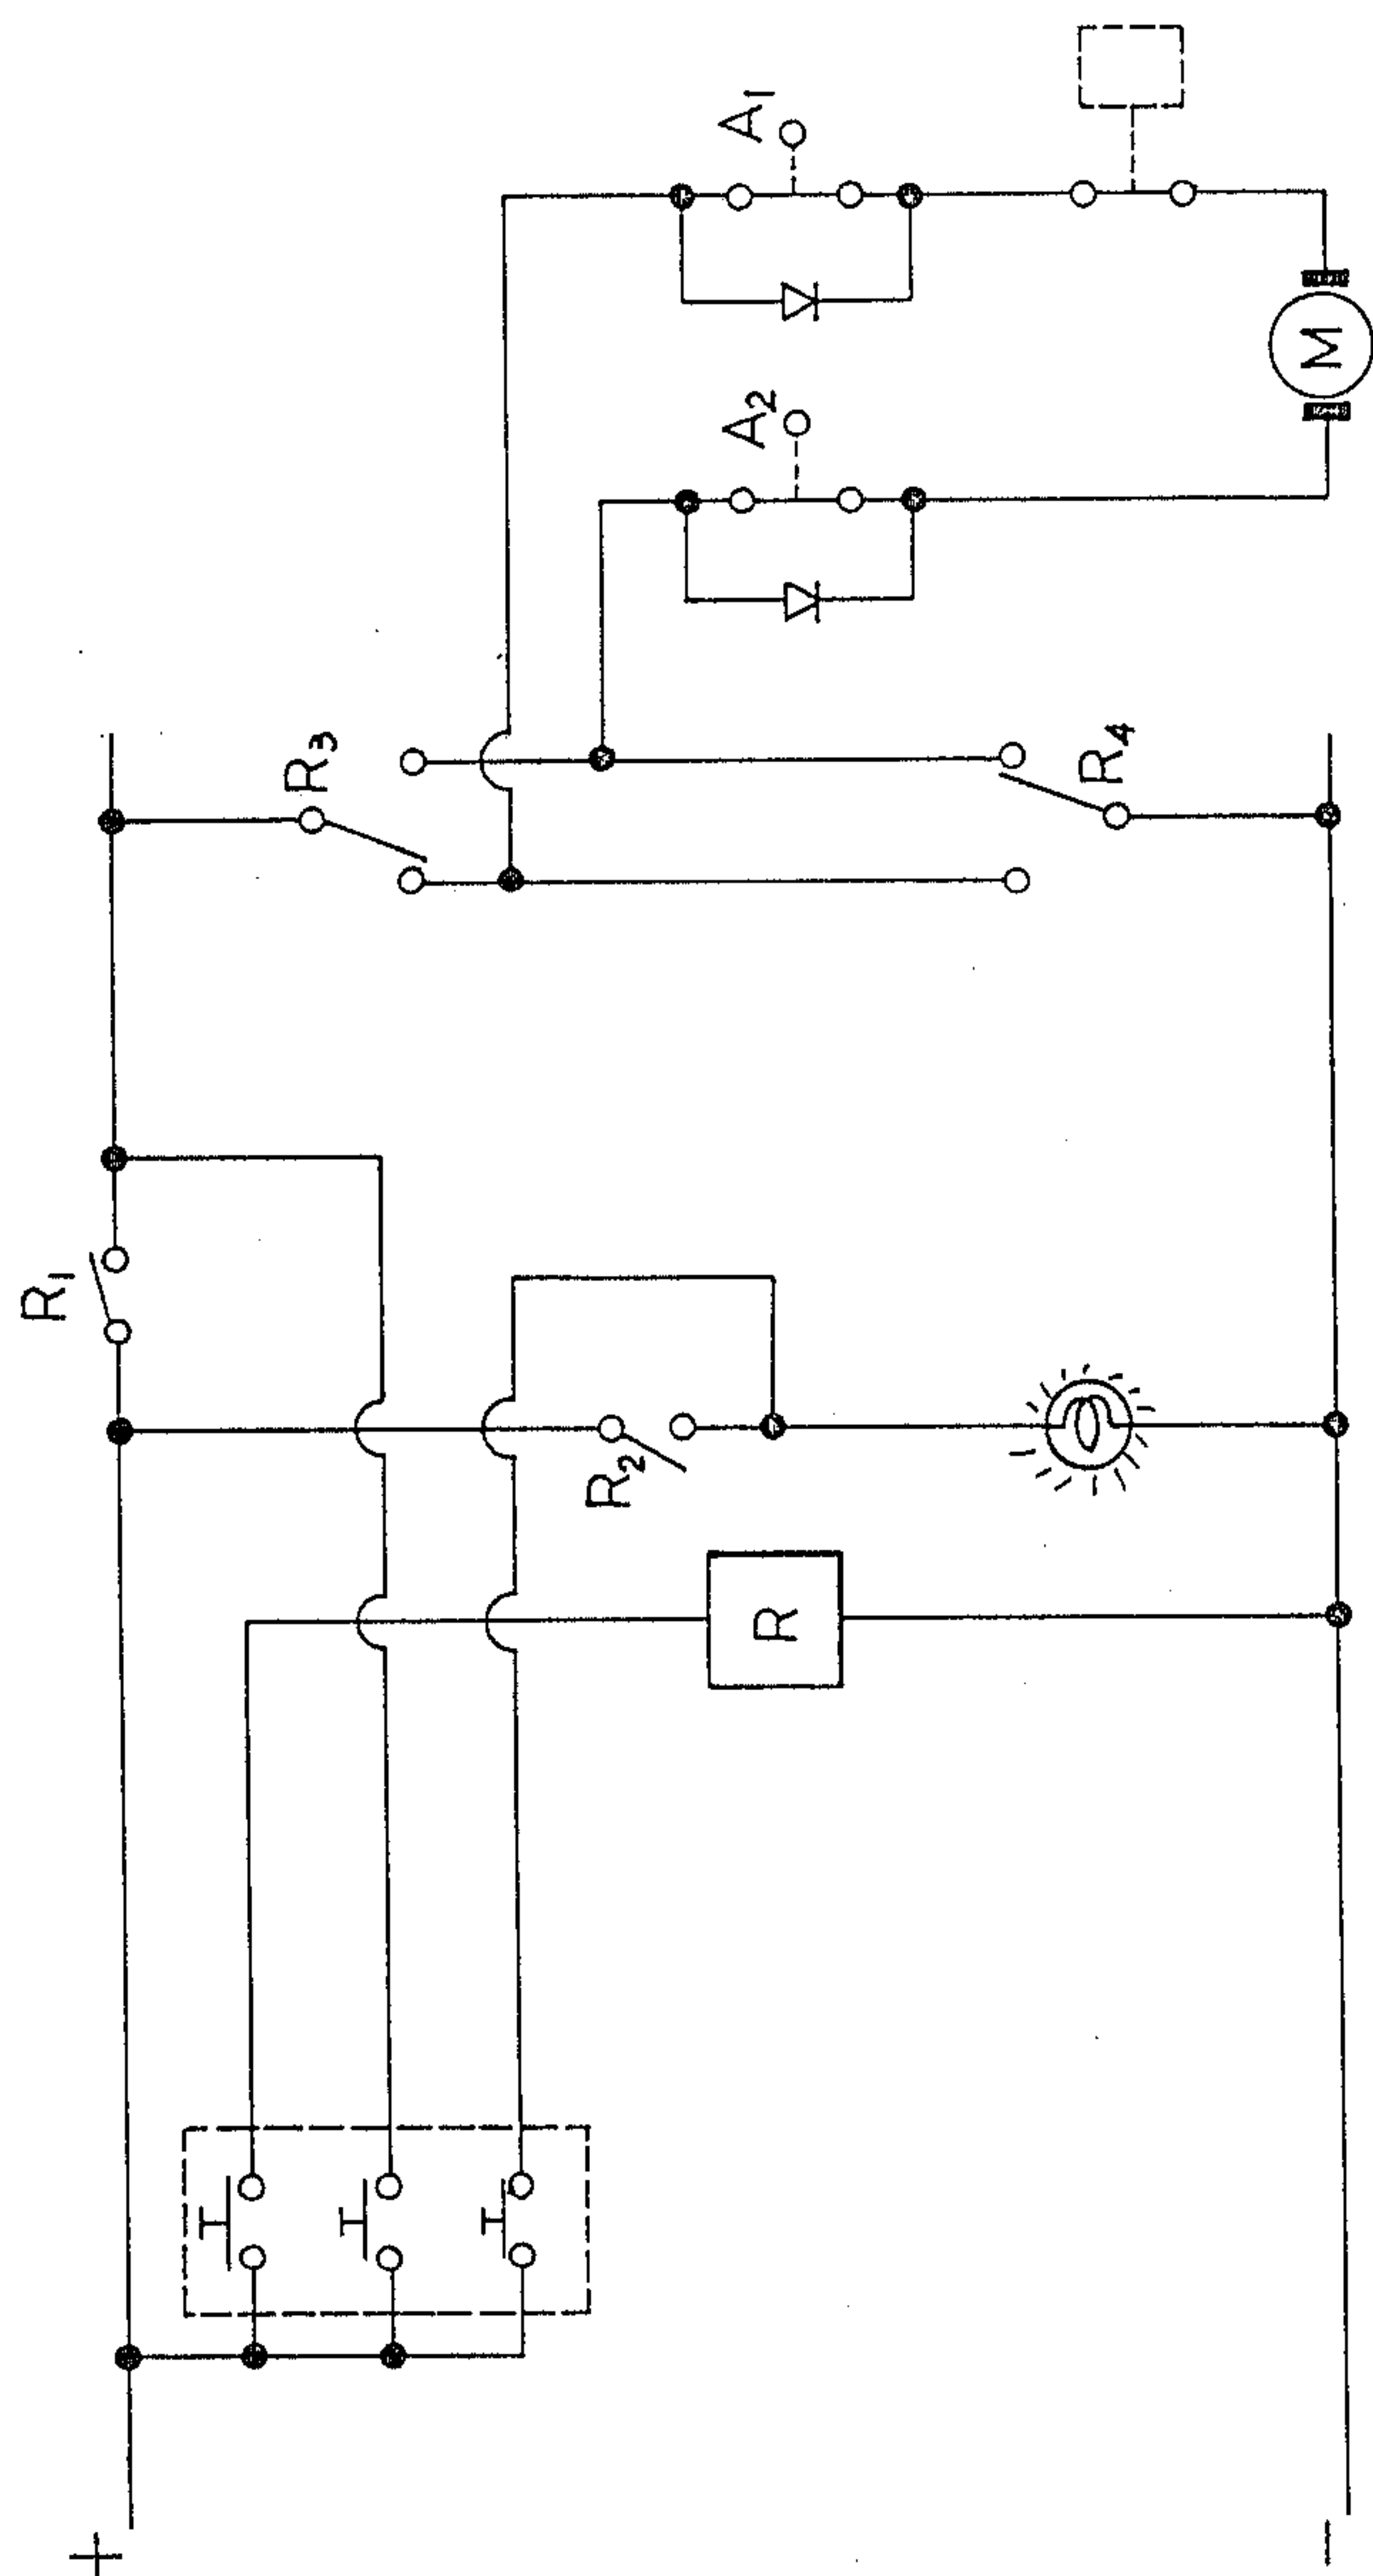 A₁
A₂
M
R₃
R₄
R₁
R₂
R
+
−